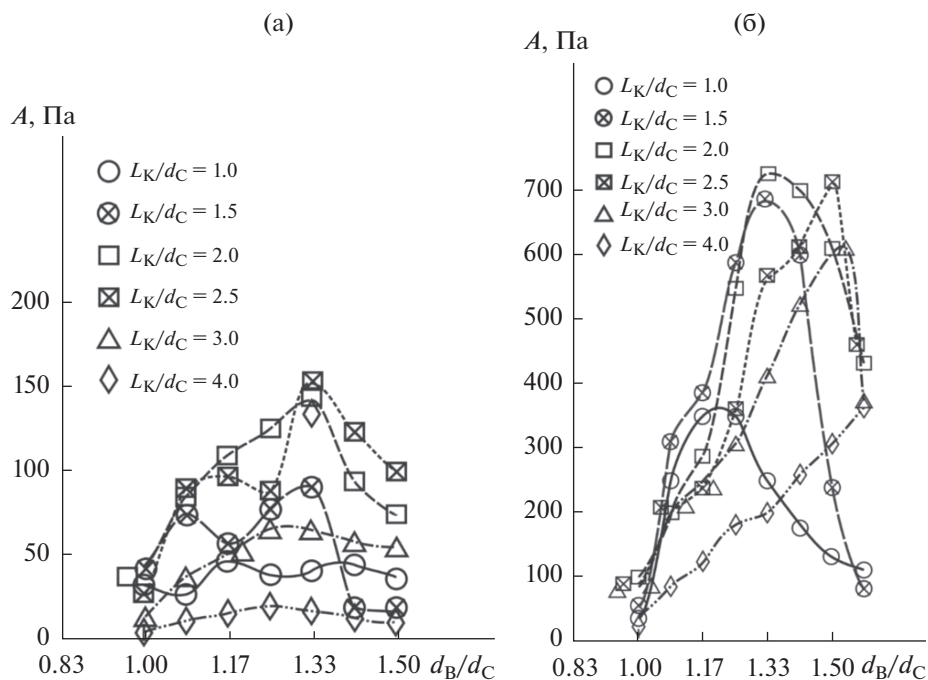 (а)
A, Па
L_K/d_C = 1.0
L_K/d_C = 1.5
L_K/d_C = 2.0
L_K/d_C = 2.5
L_K/d_C = 3.0
L_K/d_C = 4.0
200
150
100
50
0
0.83 1.00 1.17 1.33 1.50 d_B/d_C
(б)
A, Па
L_K/d_C = 1.0
L_K/d_C = 1.5
L_K/d_C = 2.0
L_K/d_C = 2.5
L_K/d_C = 3.0
L_K/d_C = 4.0
700
600
500
400
300
200
100
0
0.83 1.00 1.17 1.33 1.50 d_B/d_C